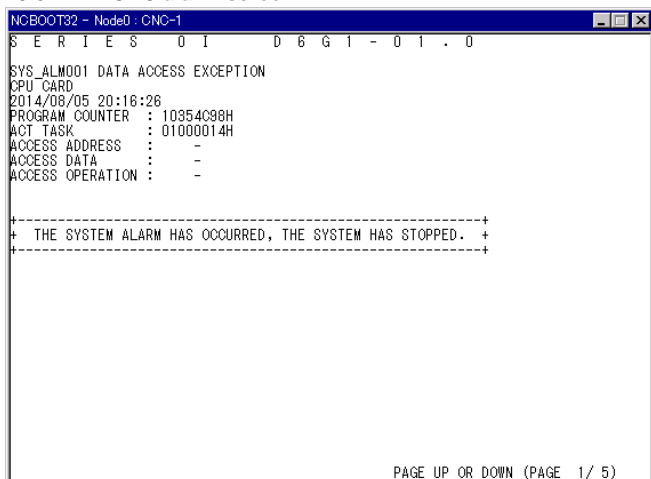 NCBOOT32 - Node0 : CNC-1
S E R I E S 0 I D 6 G 1 - 0 1 . 0
SYS_ALM001 DATA ACCESS EXCEPTION
CPU CARD
2014/08/05 20:16:26
PROGRAM COUNTER : 10354C98H
ACT TASK : 01000014H
ACCESS ADDRESS : -
ACCESS DATA : -
ACCESS OPERATION : -
+------------------------------------------------------------+
+ THE SYSTEM ALARM HAS OCCURRED, THE SYSTEM HAS STOPPED. +
+------------------------------------------------------------+
PAGE UP OR DOWN (PAGE 1/ 5)